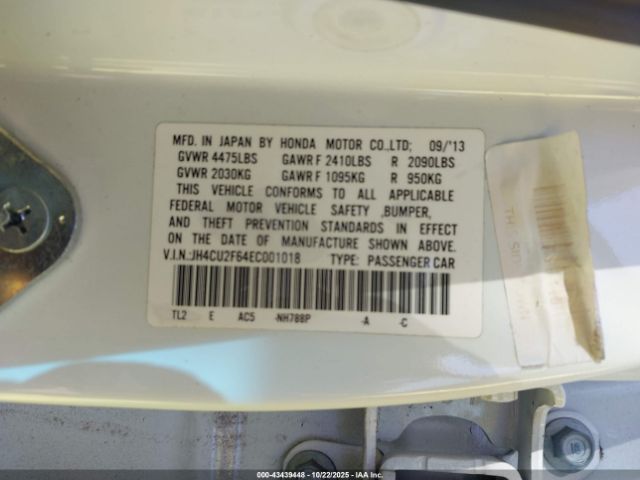 MFD. IN JAPAN BY HONDA MOTOR CO.,LTD; 09/'13
GVWR 4475LBS GAWR F 2410LBS R 2090LBS
GVWR 2030KG GAWR F 1095KG R 950KG
THIS VEHICLE CONFORMS TO ALL APPLICABLE
FEDERAL MOTOR VEHICLE SAFETY ,BUMPER,
AND THEFT PREVENTION STANDARDS IN EFFECT
ON THE DATE OF MANUFACTURE SHOWN ABOVE.
V.I.N.:JH4CU2F64EC001018 TYPE: PASSENGER CAR
TL2 E AC5 -NH788P -A -C
000-43439448 - 10/22/2025 - IAAI.COM